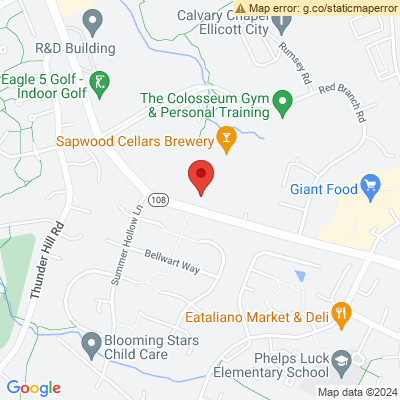 Map error: g.co/staticmaperror
Calvary Chapel
Ellicott City
R&D Building
Rumsey Rd
Eagle 5 Golf -
Indoor Golf
Red Branch Rd
The Colosseum Gym
& Personal Training
Sapwood Cellars Brewery
Giant Food
108
Thunder Hill Rd
Summer Hollow Ln
Bellwart Way
Eataliano Market & Deli
Blooming Stars
Child Care
Phelps Luck
Elementary School
Google
Map data ©2024